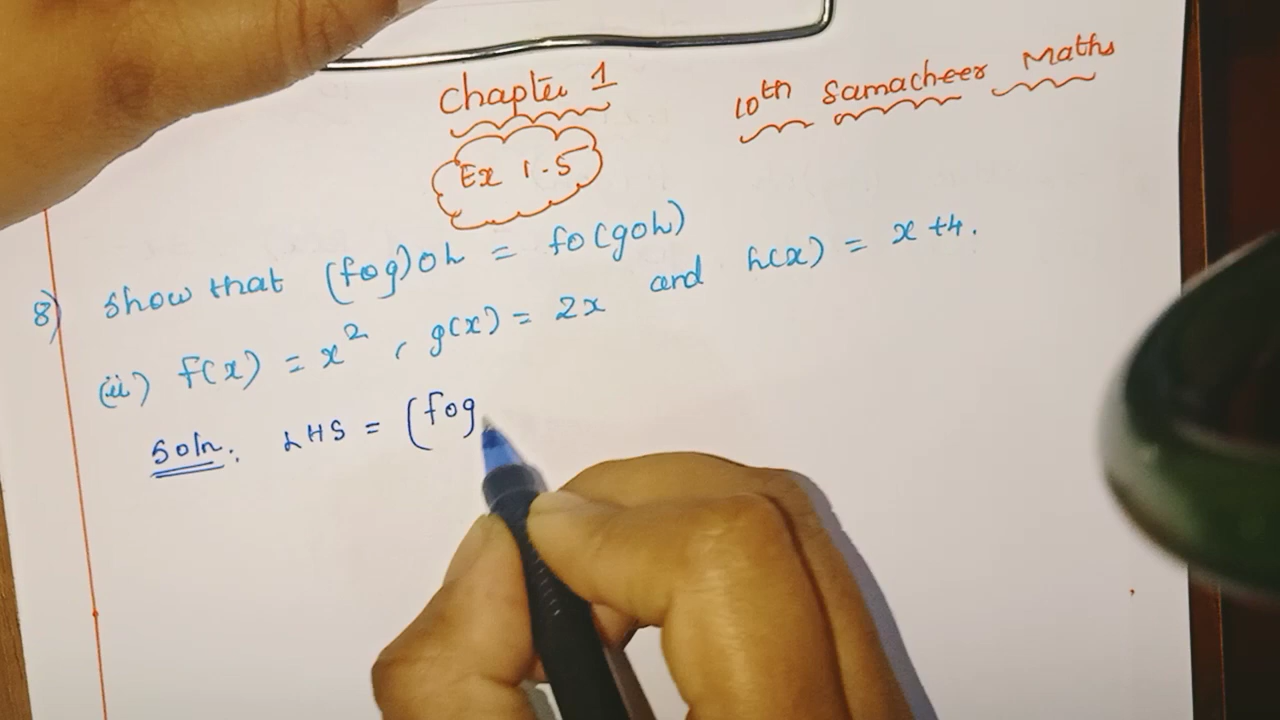 Chapter 1
10th Samacheer Maths
Ex 1.5
8) Show that (fog)oh = fo(goh)
(ii) f(x) = x², g(x) = 2x and h(x) = x+4.
Soln: LHS = (fog